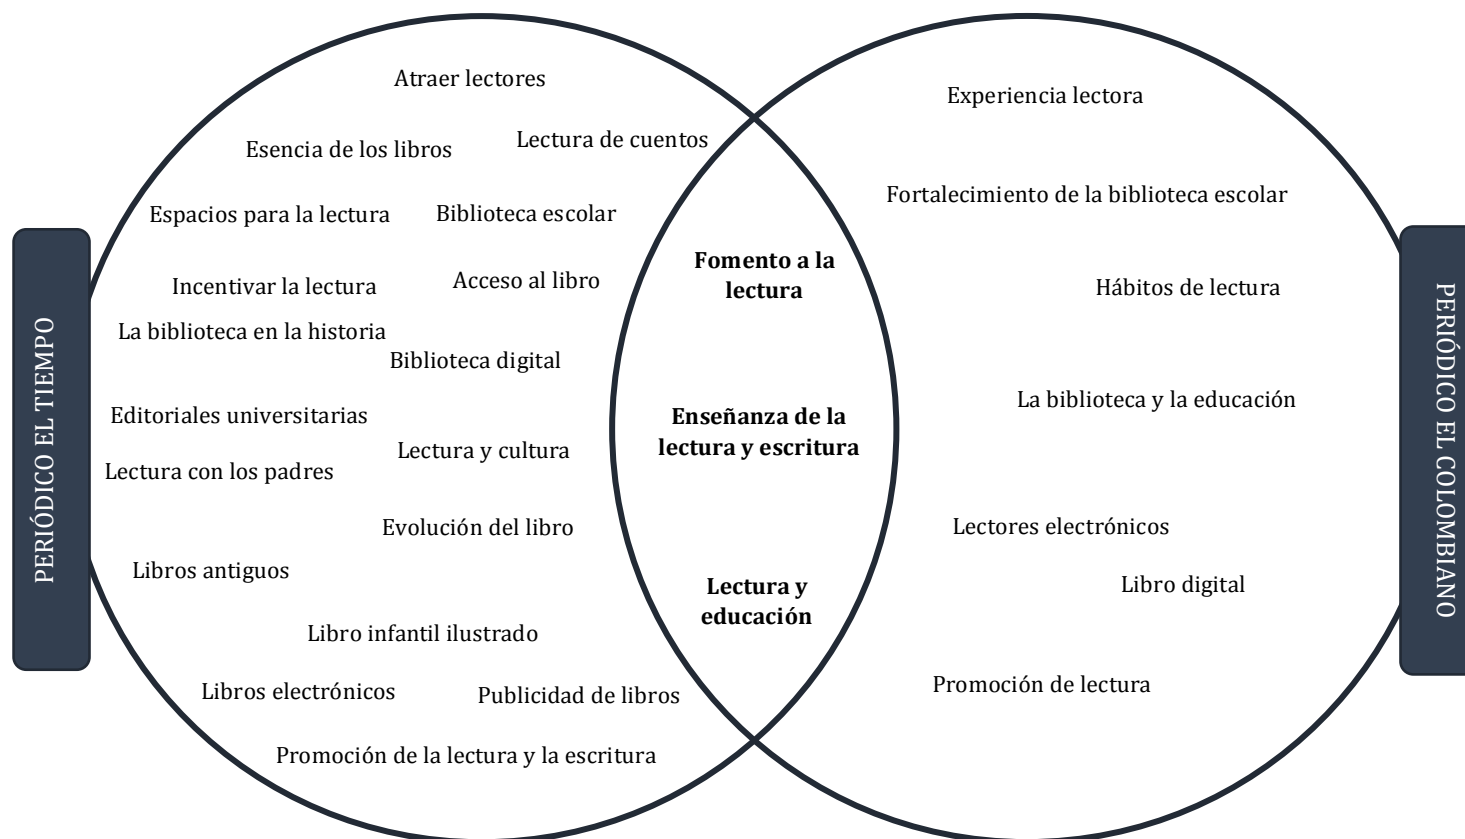 PERIÓDICO EL TIEMPO
Atraer lectores
Esencia de los libros
Lectura de cuentos
Espacios para la lectura
Biblioteca escolar
Incentivar la lectura
Acceso al libro
La biblioteca en la historia
Biblioteca digital
Editoriales universitarias
Lectura y cultura
Lectura con los padres
Evolución del libro
Libros antiguos
Libro infantil ilustrado
Libros electrónicos
Publicidad de libros
Promoción de la lectura y la escritura
Fomento a la
lectura
Enseñanza de la
lectura y escritura
Lectura y
educación
Experiencia lectora
Fortalecimiento de la biblioteca escolar
Hábitos de lectura
La biblioteca y la educación
Lectores electrónicos
Libro digital
Promoción de lectura
PERIÓDICO EL COLOMBIANO